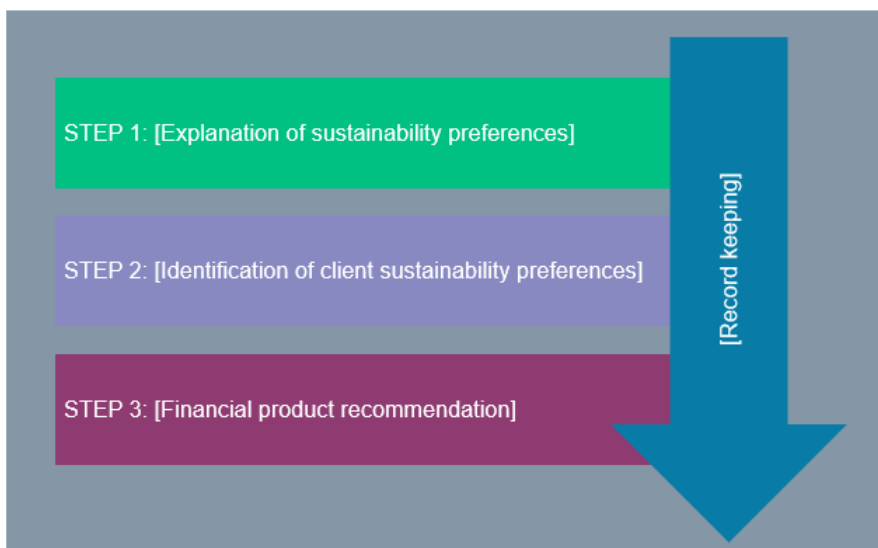 STEP 1: [Explanation of sustainability preferences]
STEP 2: [Identification of client sustainability preferences]
STEP 3: [Financial product recommendation]
[Record keeping]